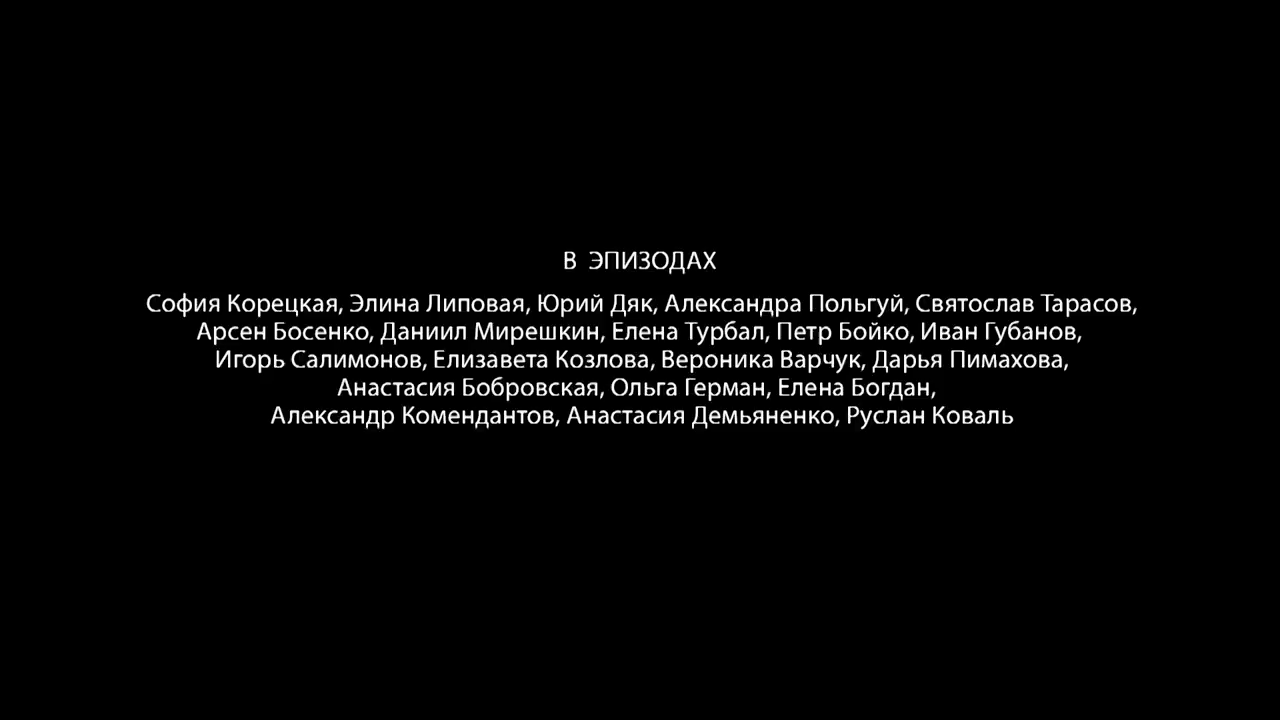 В ЭПИЗОДАХ
София Корецкая, Элина Липовая, Юрий Дяк, Александра Польгуй, Святослав Тарасов,
Арсен Босенко, Даниил Мирешкин, Елена Турбал, Петр Бойко, Иван Губанов,
Игорь Салимонов, Елизавета Козлова, Вероника Варчук, Дарья Пимахова,
Анастасия Бобровская, Ольга Герман, Елена Богдан,
Александр Комендантов, Анастасия Демьяненко, Руслан Коваль